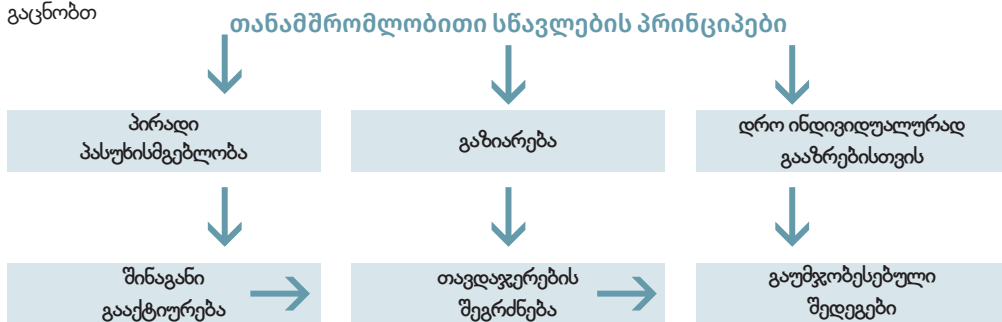 გაცნობთ
თანამშრომლობითი სწავლების პრინციპები
პირადი
პასუხისმგებლობა
გაზიარება
დრო ინდივიდუალურად
გააზრებისთვის
შინაგანი
გააქტიურება
თავდაჯერების
შეგრძნება
გაუმჯობესებული
შედეგები